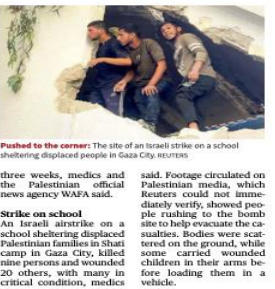 Pushed to the corner: The site of an Israeli strike on a school
sheltering displaced people in Gaza City. REUTERS
three weeks, medics and
the Palestinian official
news agency WAFA said.
Strike on school
An Israeli airstrike on a
school sheltering displaced
Palestinian families in Shati
camp in Gaza City, killed
nine persons and wounded
20 others, with many in
critical condition, medics
said. Footage circulated on
Palestinian media, which
Reuters could not imme-
diately verify, showed peo-
ple rushing to the bomb
site to help evacuate the ca-
sualties. Bodies were scat-
tered on the ground, while
some carried wounded
children in their arms be-
fore loading them in a
vehicle.